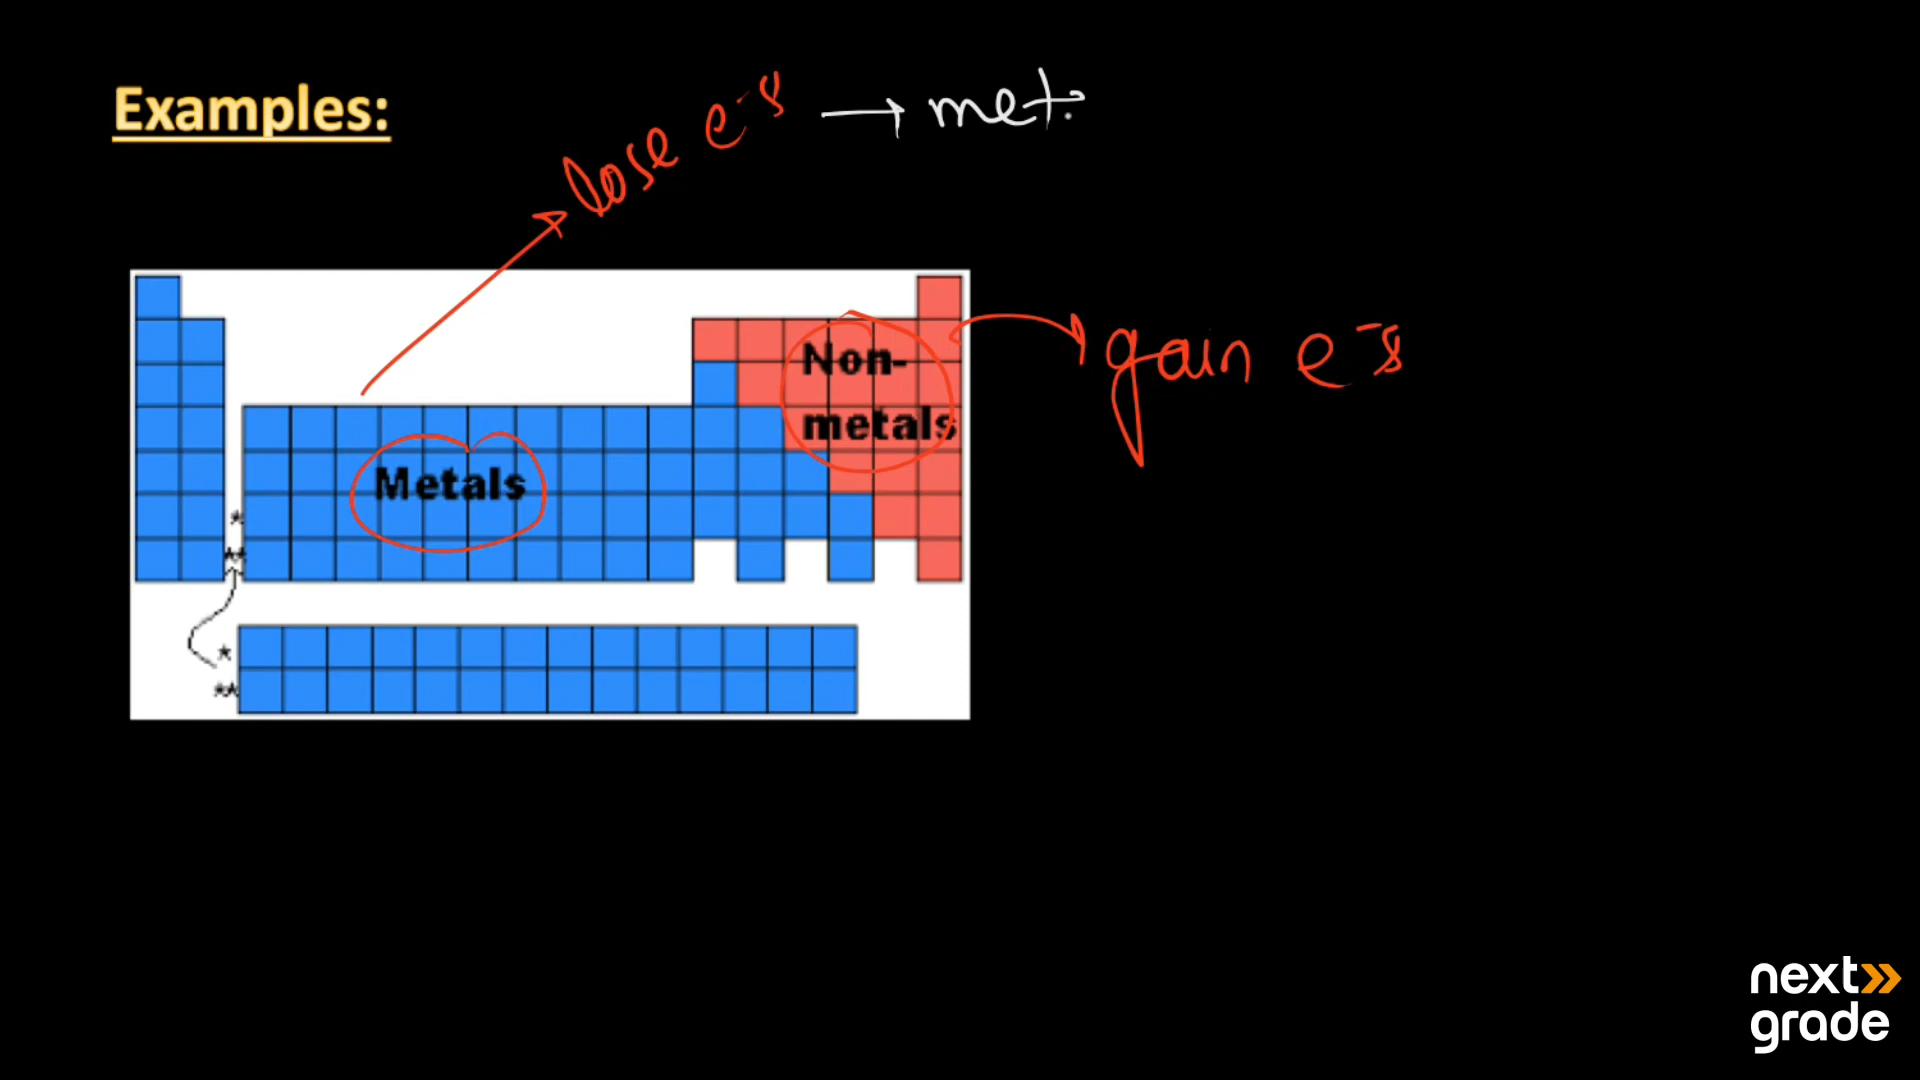 Examples:
lose e⁻s → met.
Non-
metals
gain e⁻s
Metals
*
**
*
**
next
grade